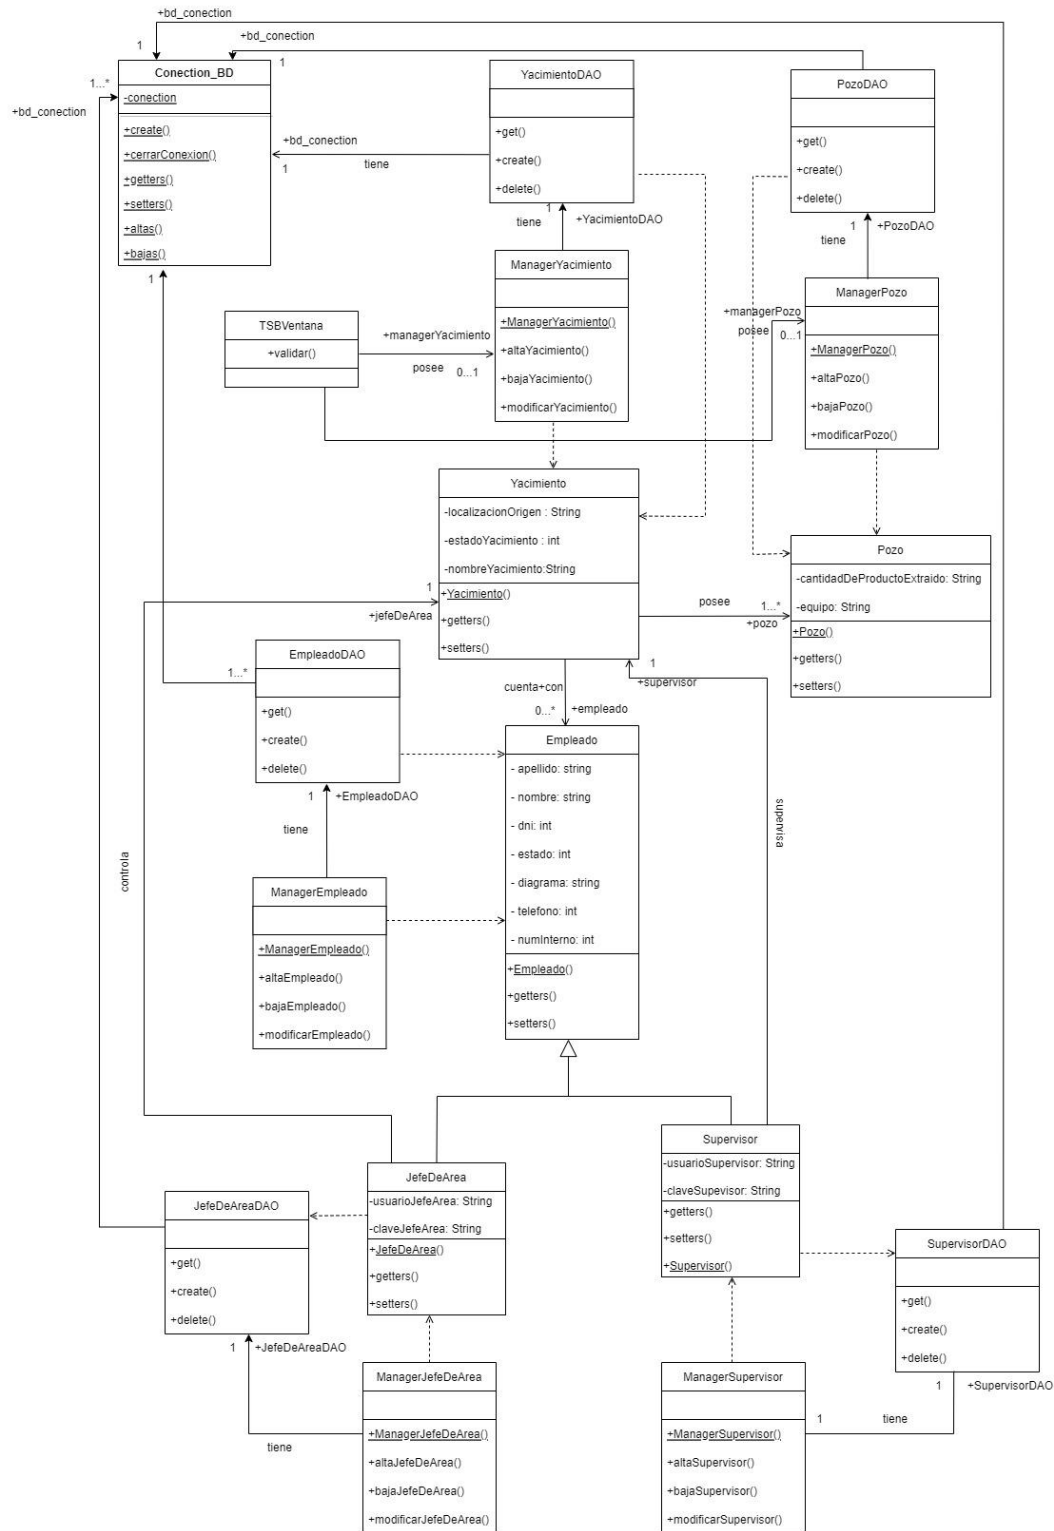 +bd_conection
+bd_conection
1
1
Conection_BD
1...*
-conection
+bd_conection
+create()
+cerrarConexion()
+getters()
+setters()
+altas()
+bajas()
1
YacimientoDAO
+get()
+create()
+delete()
+bd_conection
tiene
1
PozoDAO
+get()
+create()
+delete()
1
tiene
+YacimientoDAO
1
+PozoDAO
tiene
ManagerYacimiento
+ManagerYacimiento()
+altaYacimiento()
+bajaYacimiento()
+modificarYacimiento()
ManagerPozo
+ManagerPozo()
+altaPozo()
+bajaPozo()
+modificarPozo()
TSBVentana
+validar()
+managerYacimiento
posee
0...1
+managerPozo
posee
0...1
Yacimiento
-localizacionOrigen : String
-estadoYacimiento : int
-nombreYacimiento:String
+Yacimiento()
+getters()
+setters()
1
+jefeDeArea
posee
1...*
+pozo
Pozo
-cantidadDeProductoExtraido: String
-equipo: String
+Pozo()
+getters()
+setters()
EmpleadoDAO
+get()
+create()
+delete()
1...*
cuenta+con
0...*
+empleado
1
+supervisor
Empleado
- apellido: string
- nombre: string
- dni: int
- estado: int
- diagrama: string
- telefono: int
- numInterno: int
+Empleado()
+getters()
+setters()
1
+EmpleadoDAO
tiene
supervisa
controla
ManagerEmpleado
+ManagerEmpleado()
+altaEmpleado()
+bajaEmpleado()
+modificarEmpleado()
JefeDeArea
-usuarioJefeArea: String
-claveJefeArea: String
+JefeDeArea()
+getters()
+setters()
Supervisor
-usuarioSupervisor: String
-claveSupevisor: String
+getters()
+setters()
+Supervisor()
JefeDeAreaDAO
+get()
+create()
+delete()
SupervisorDAO
+get()
+create()
+delete()
1
+JefeDeAreaDAO
tiene
ManagerJefeDeArea
+ManagerJefeDeArea()
+altaJefeDeArea()
+bajaJefeDeArea()
+modificarJefeDeArea()
ManagerSupervisor
+ManagerSupervisor()
+altaSupervisor()
+bajaSupervisor()
+modificarSupervisor()
1
+SupervisorDAO
1
tiene